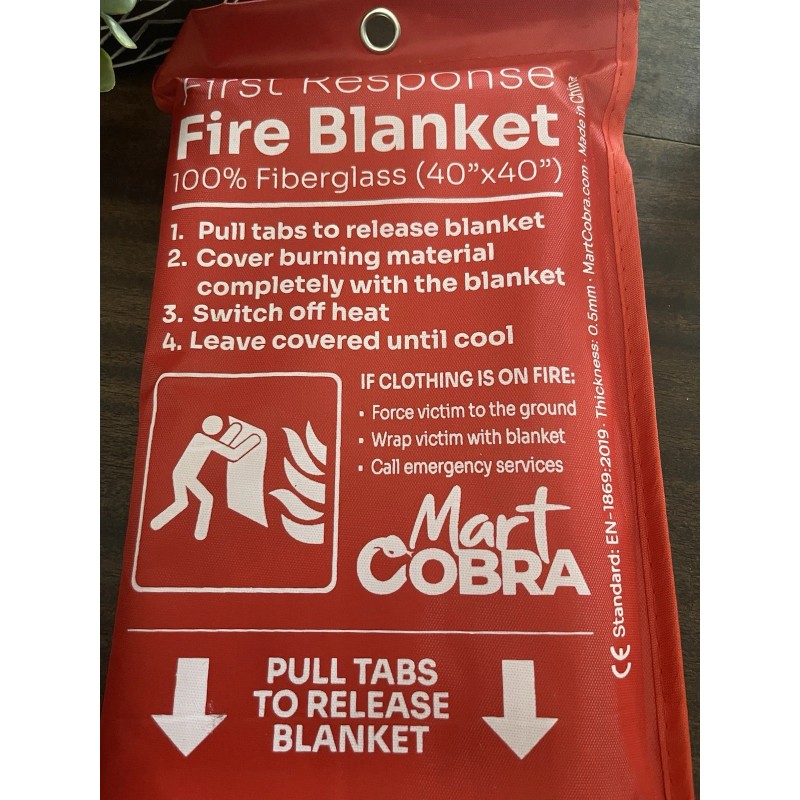 First Response
Fire Blanket
100% Fiberglass (40”x40”)
1. Pull tabs to release blanket
2. Cover burning material
completely with the blanket
3. Switch off heat
4. Leave covered until cool
IF CLOTHING IS ON FIRE:
• Force victim to the ground
• Wrap victim with blanket
• Call emergency services
Mart
COBRA
PULL TABS
TO RELEASE
BLANKET
CE Standard: EN-1869:2019 · Thickness: 0.5mm · MartCobra.com · Made in China